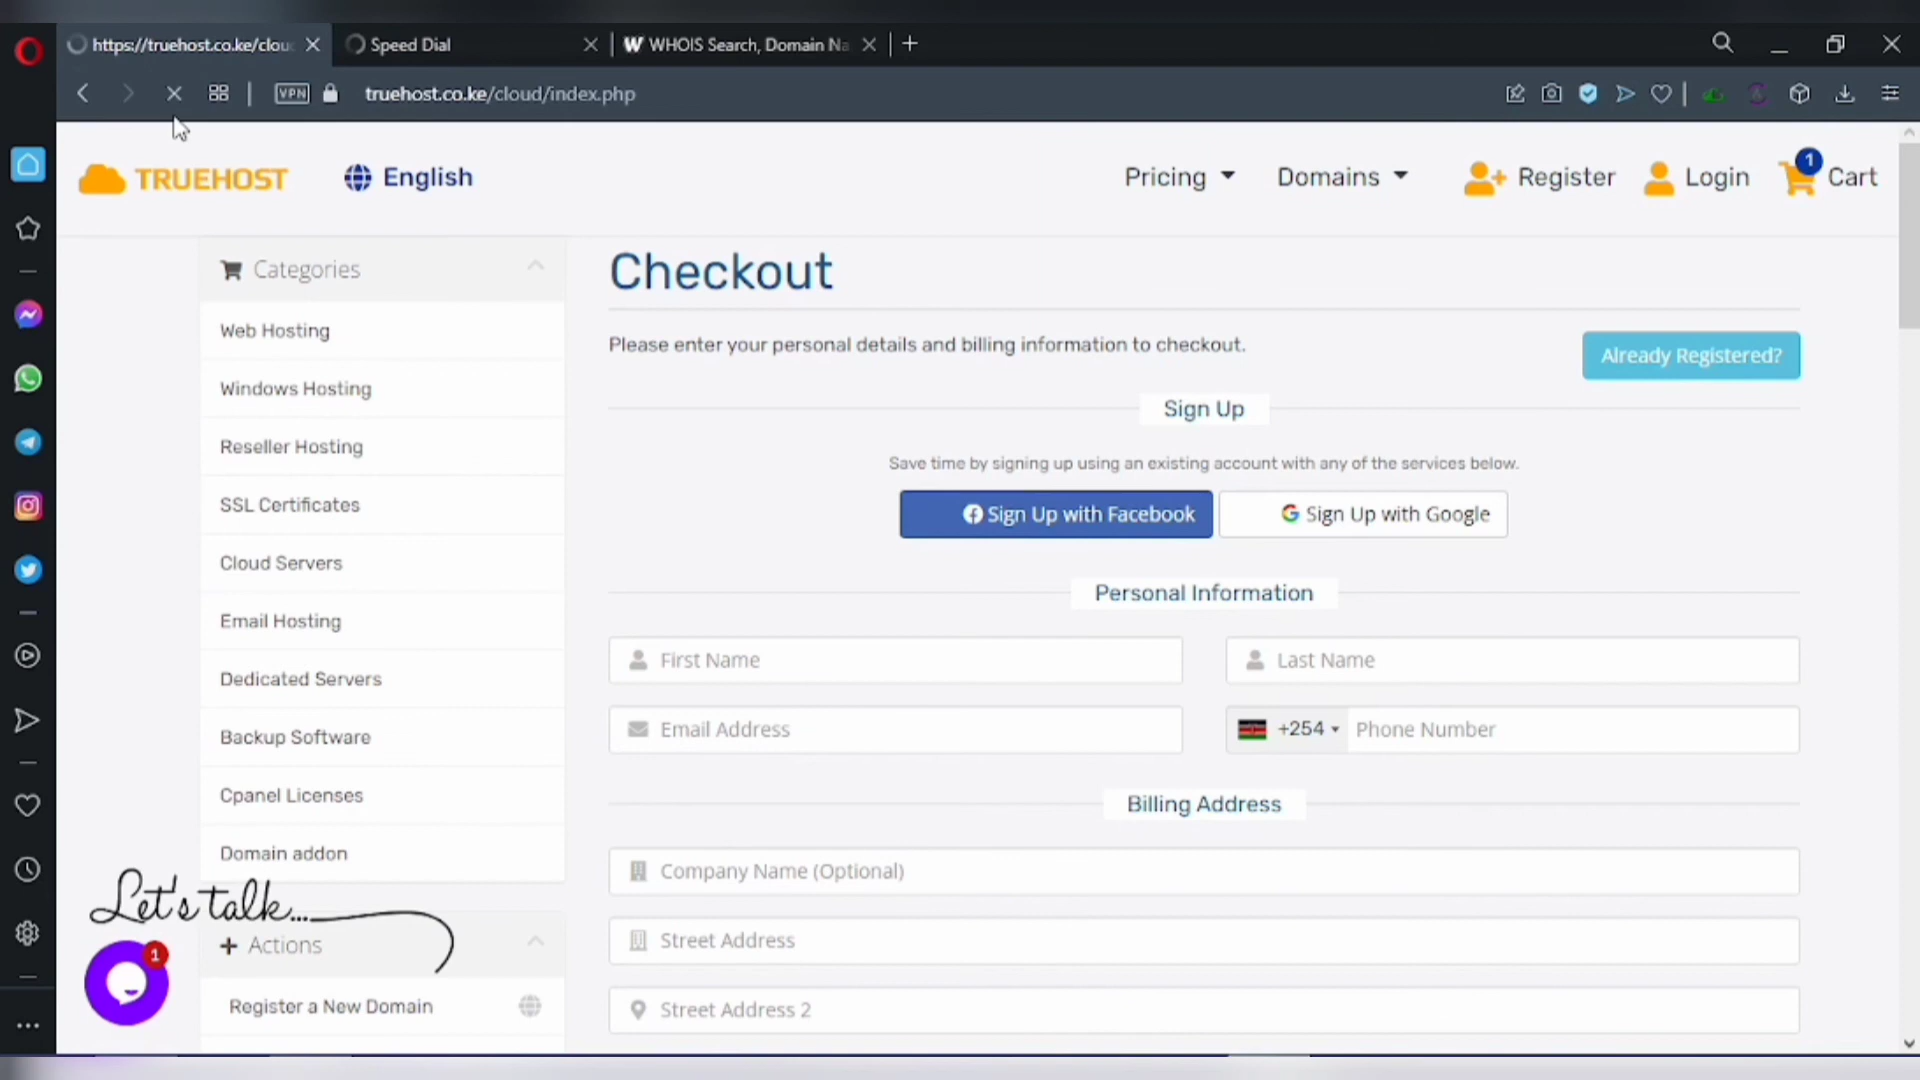 https://truehost.co.ke/clou
Speed Dial
W WHOIS Search, Domain Na
VPN
truehost.co.ke/cloud/index.php
TRUEHOST
English
Pricing
Domains
Register
Login
1
Cart
Categories
Web Hosting
Windows Hosting
Reseller Hosting
SSL Certificates
Cloud Servers
Email Hosting
Dedicated Servers
Backup Software
Cpanel Licenses
Domain addon
Let's talk...
1
Actions
Register a New Domain
Checkout
Please enter your personal details and billing information to checkout.
Already Registered?
Sign Up
Save time by signing up using an existing account with any of the services below.
Sign Up with Facebook
Sign Up with Google
Personal Information
First Name
Last Name
Email Address
+254
Phone Number
Billing Address
Company Name (Optional)
Street Address
Street Address 2